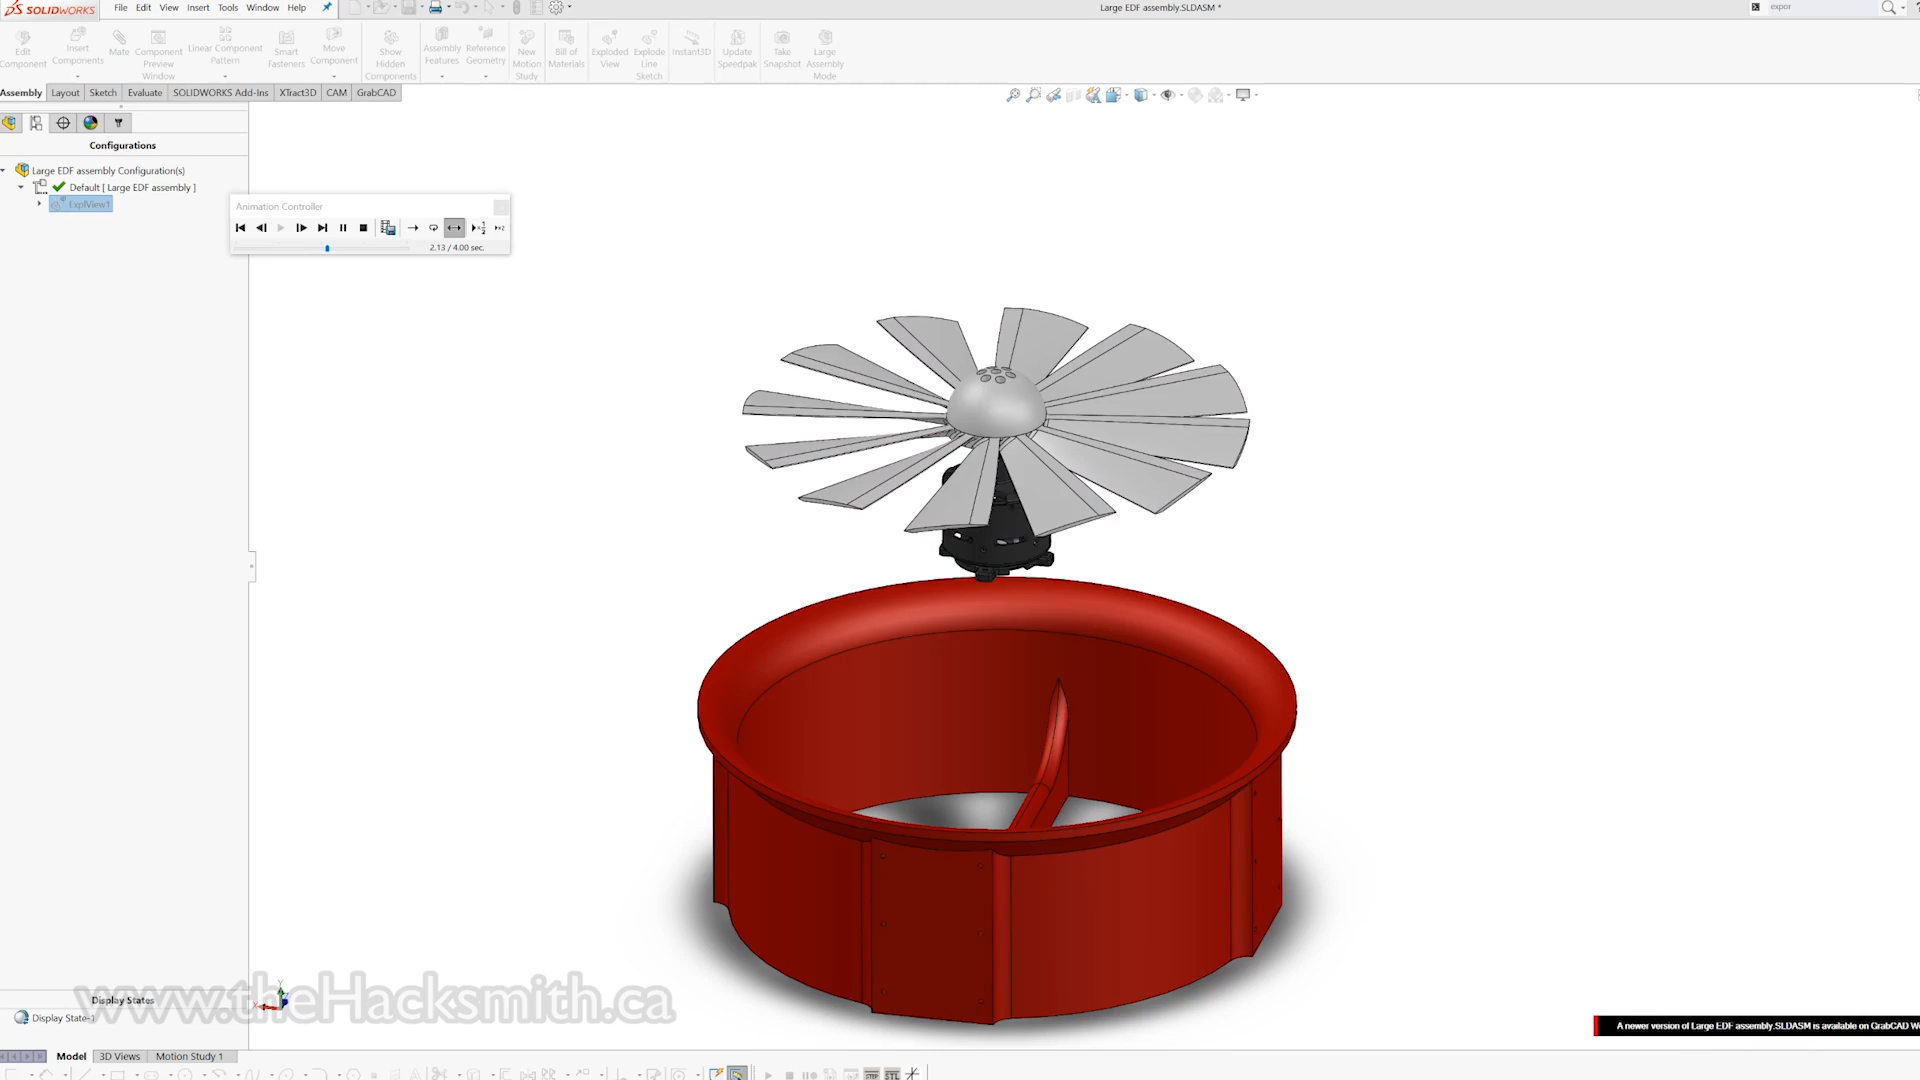 SOLIDWORKS File Edit View Insert Tools Window Help
Large EDF assembly.SLDASM *
expor
Edit Component
Insert Components
Mate
Component Preview Window
Linear Component Pattern
Smart Fasteners
Move Component
Show Hidden Components
Assembly Features
Reference Geometry
New Motion Study
Bill of Materials
Exploded View
Explode Line Sketch
Instant3D
Update Speedpak
Take Snapshot
Large Assembly Mode
Assembly Layout Sketch Evaluate SOLIDWORKS Add-Ins XTract3D CAM GrabCAD
Configurations
Large EDF assembly Configuration(s)
Default [ Large EDF assembly ]
ExplView1
Animation Controller
2.13 / 4.00 sec.
Display States
Display State-1
www.theHacksmith.ca
A newer version of Large EDF assembly.SLDASM is available on GrabCAD Wo
Model 3D Views Motion Study 1
STEP STL